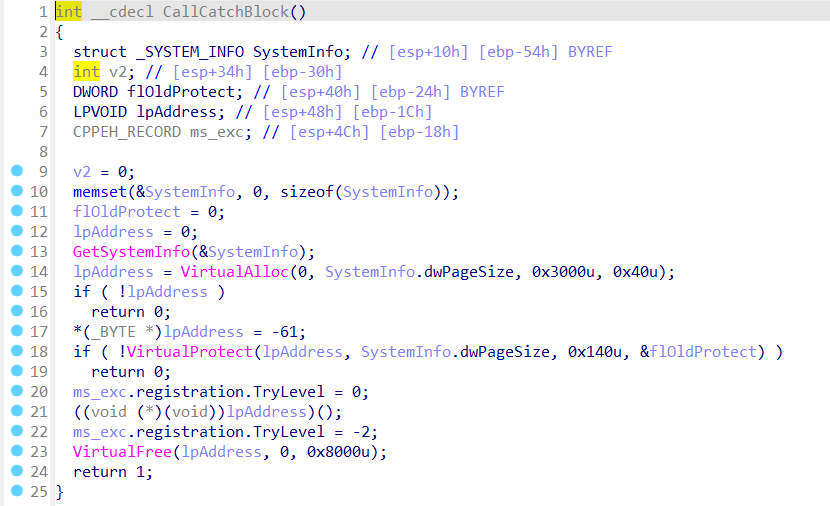 1 int __cdecl CallCatchBlock()
2 {
3 struct _SYSTEM_INFO SystemInfo; // [esp+10h] [ebp-54h] BYREF
4 int v2; // [esp+34h] [ebp-30h]
5 DWORD flOldProtect; // [esp+40h] [ebp-24h] BYREF
6 LPVOID lpAddress; // [esp+48h] [ebp-1Ch]
7 CPPEH_RECORD ms_exc; // [esp+4Ch] [ebp-18h]
8
9 v2 = 0;
10 memset(&SystemInfo, 0, sizeof(SystemInfo));
11 flOldProtect = 0;
12 lpAddress = 0;
13 GetSystemInfo(&SystemInfo);
14 lpAddress = VirtualAlloc(0, SystemInfo.dwPageSize, 0x3000u, 0x40u);
15 if ( !lpAddress )
16 return 0;
17 *(_BYTE *)lpAddress = -61;
18 if ( !VirtualProtect(lpAddress, SystemInfo.dwPageSize, 0x140u, &flOldProtect) )
19 return 0;
20 ms_exc.registration.TryLevel = 0;
21 ((void (*)(void))lpAddress)();
22 ms_exc.registration.TryLevel = -2;
23 VirtualFree(lpAddress, 0, 0x8000u);
24 return 1;
25 }